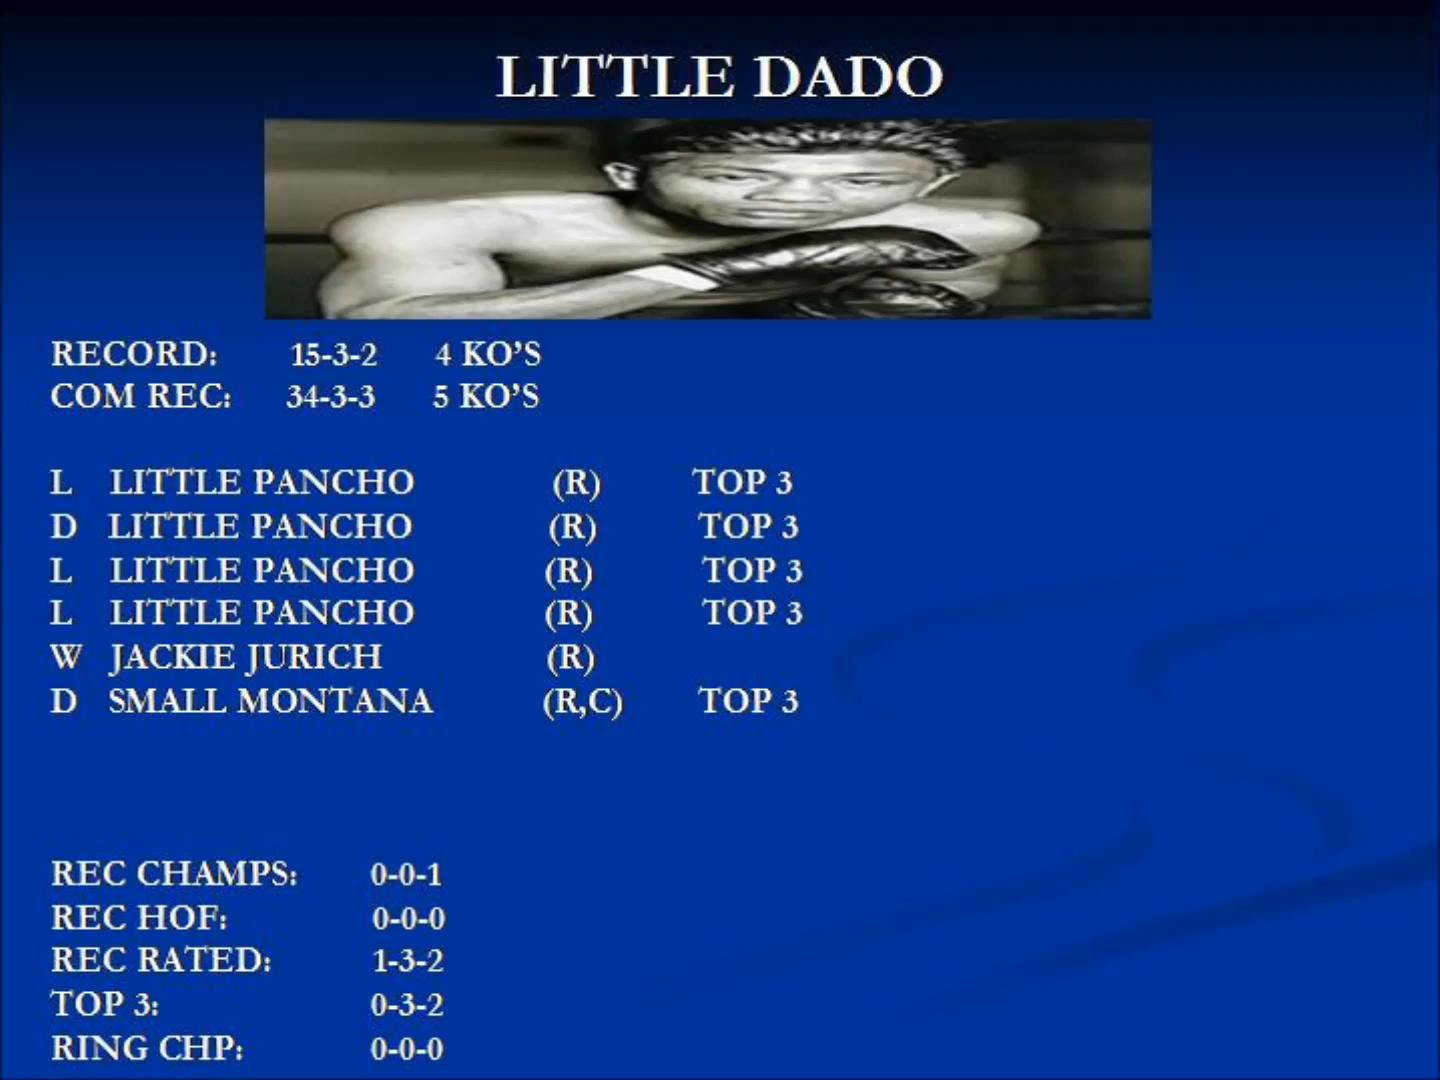 LITTLE DADO
RECORD: 15-3-2 4 KO'S
COM REC: 34-3-3 5 KO'S
L LITTLE PANCHO (R) TOP 3
D LITTLE PANCHO (R) TOP 3
L LITTLE PANCHO (R) TOP 3
L LITTLE PANCHO (R) TOP 3
W JACKIE JURICH (R)
D SMALL MONTANA (R,C) TOP 3
REC CHAMPS: 0-0-1
REC HOF: 0-0-0
REC RATED: 1-3-2
TOP 3: 0-3-2
RING CHP: 0-0-0